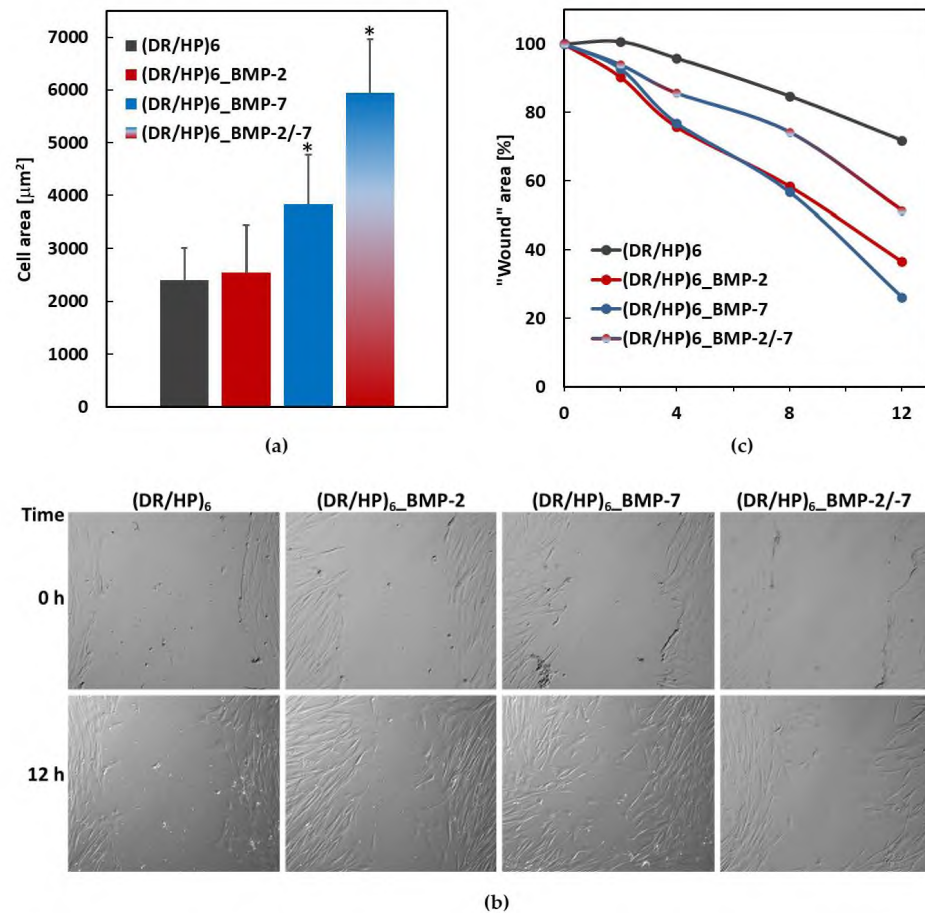 7000
6000
5000
4000
3000
2000
1000
0
Cell area [μm²]
(DR/HP)6
(DR/HP)6_BMP-2
(DR/HP)6_BMP-7
(DR/HP)6_BMP-2/-7
*
*
(a)
100
80
60
40
20
0
"Wound" area [%]
(DR/HP)6
(DR/HP)6_BMP-2
(DR/HP)6_BMP-7
(DR/HP)6_BMP-2/-7
0 4 8 12
(c)
(DR/HP)₆ (DR/HP)₆_BMP-2 (DR/HP)₆_BMP-7 (DR/HP)₆_BMP-2/-7
Time
0 h
12 h
(b)